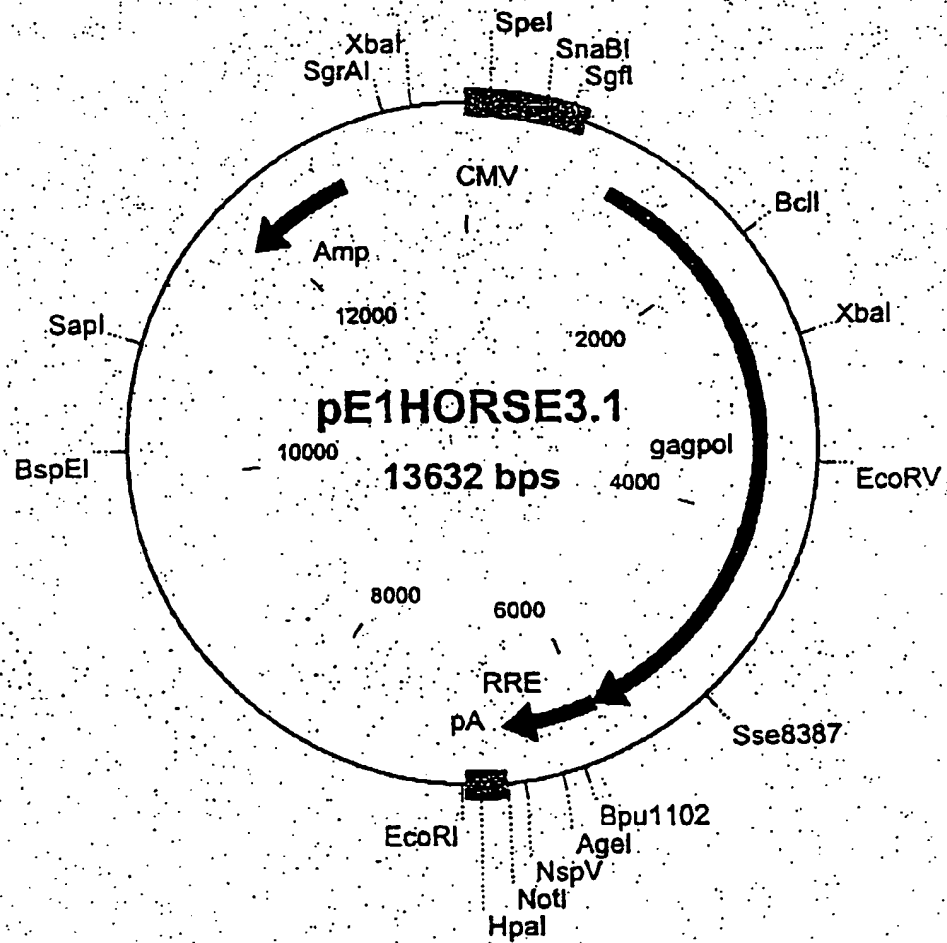 SpeI
XbaI
SnaBI
SgrAI
SgfI
CMV
BclI
Amp
12000
2000
XbaI
SapI
pE1HORSE3.1
gagpol
BspEI
10000
13632 bps
4000
EcoRV
8000
6000
RRE
pA
Sse8387
Bpu1102
EcoRI
AgeI
NspV
NotI
HpaI